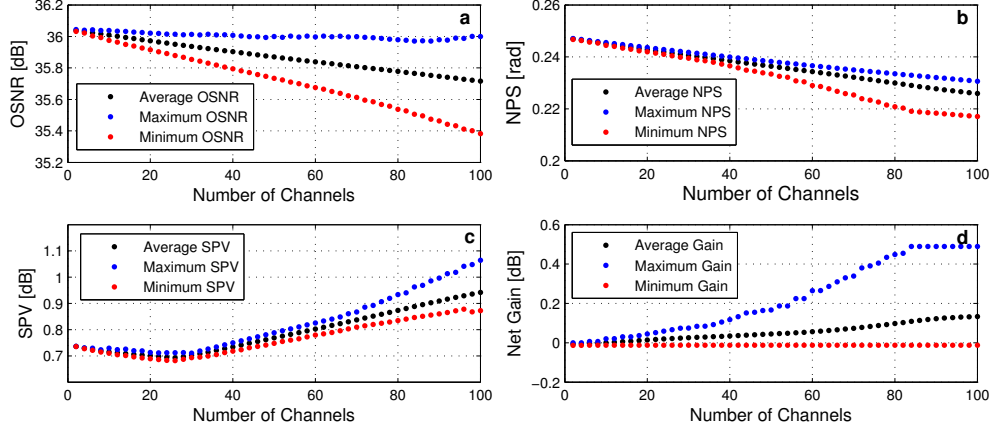 a
OSNR [dB]
36.2
36
35.8
35.6
35.4
35.2
Average OSNR
Maximum OSNR
Minimum OSNR
0 20 40 60 80 100
Number of Channels
b
NPS [rad]
0.26
0.24
0.22
0.2
Average NPS
Maximum NPS
Minimum NPS
0 20 40 60 80 100
Number of Channels
c
SPV [dB]
1.1
1
0.9
0.8
0.7
Average SPV
Maximum SPV
Minimum SPV
0 20 40 60 80 100
Number of Channels
d
Net Gain [dB]
0.6
0.4
0.2
0
−0.2
Average Gain
Maximum Gain
Minimum Gain
0 20 40 60 80 100
Number of Channels